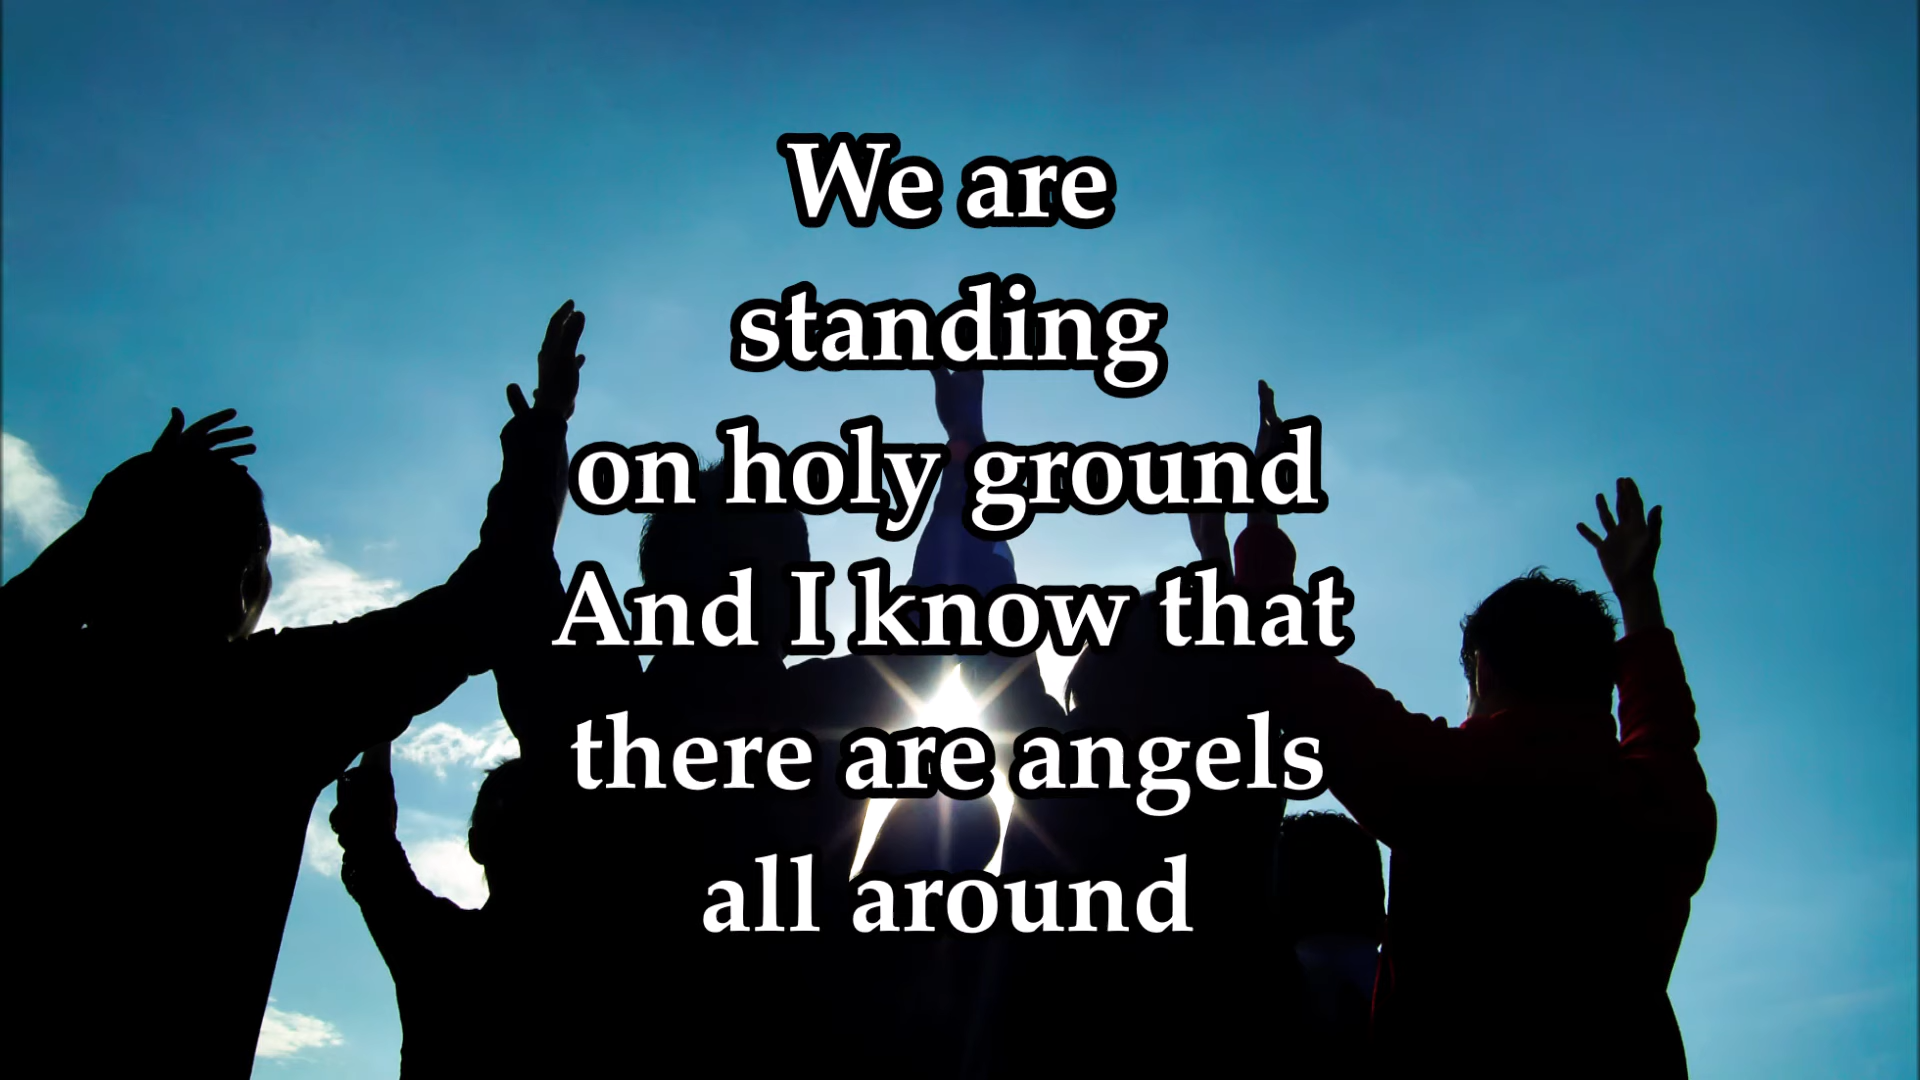 We are
standing
on holy ground
And I know that
there are angels
all around